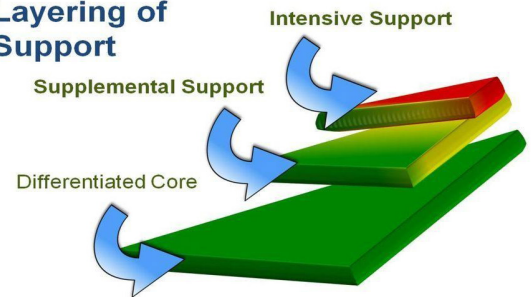 Layering of
Support
Intensive Support
Supplemental Support
Differentiated Core